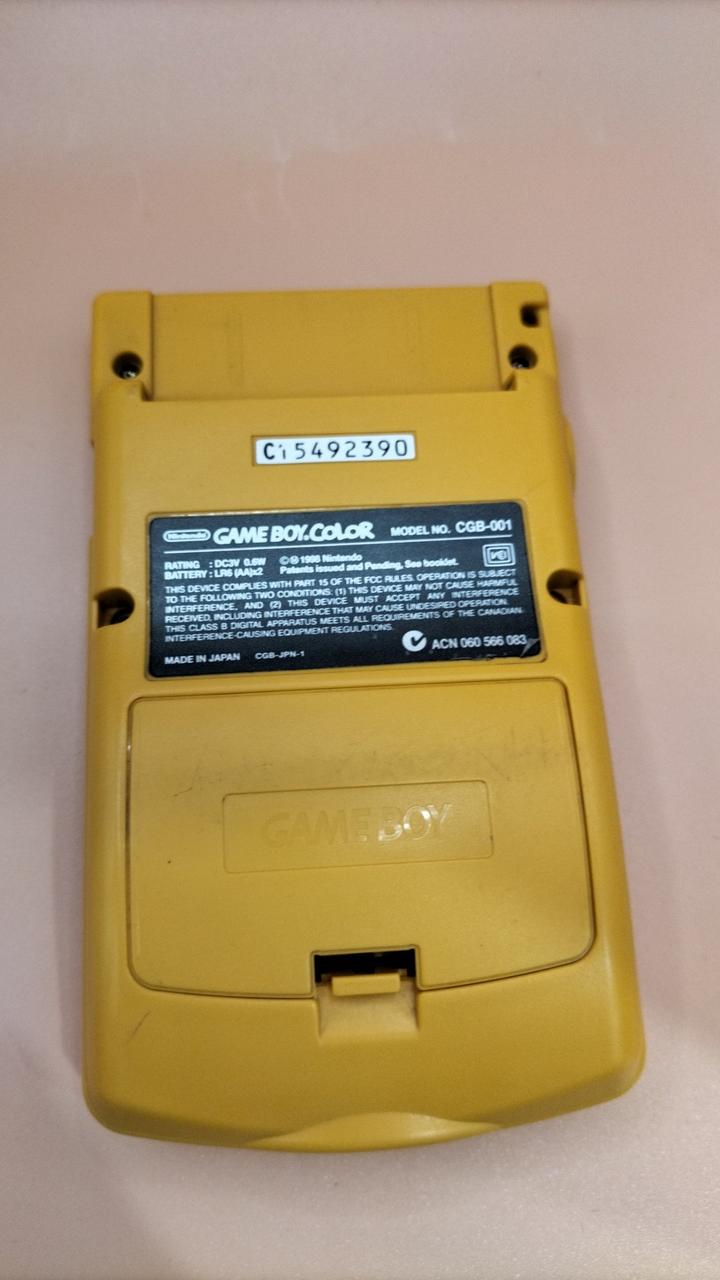 C15492390
Nintendo GAME BOY COLOR MODEL NO. CGB-001
RATING : DC3V 0.6W ©Ⓜ1998 Nintendo
BATTERY : LR6 (AA)x2 Patents issued and Pending, See booklet.
THIS DEVICE COMPLIES WITH PART 15 OF THE FCC RULES. OPERATION IS SUBJECT
TO THE FOLLOWING TWO CONDITIONS: (1) THIS DEVICE MAY NOT CAUSE HARMFUL
INTERFERENCE, AND (2) THIS DEVICE MUST ACCEPT ANY INTERFERENCE
RECEIVED, INCLUDING INTERFERENCE THAT MAY CAUSE UNDESIRED OPERATION.
THIS CLASS B DIGITAL APPARATUS MEETS ALL REQUIREMENTS OF THE CANADIAN
INTERFERENCE-CAUSING EQUIPMENT REGULATIONS.
ACN 060 566 083
MADE IN JAPAN CGB-JPN-1
GAME BOY